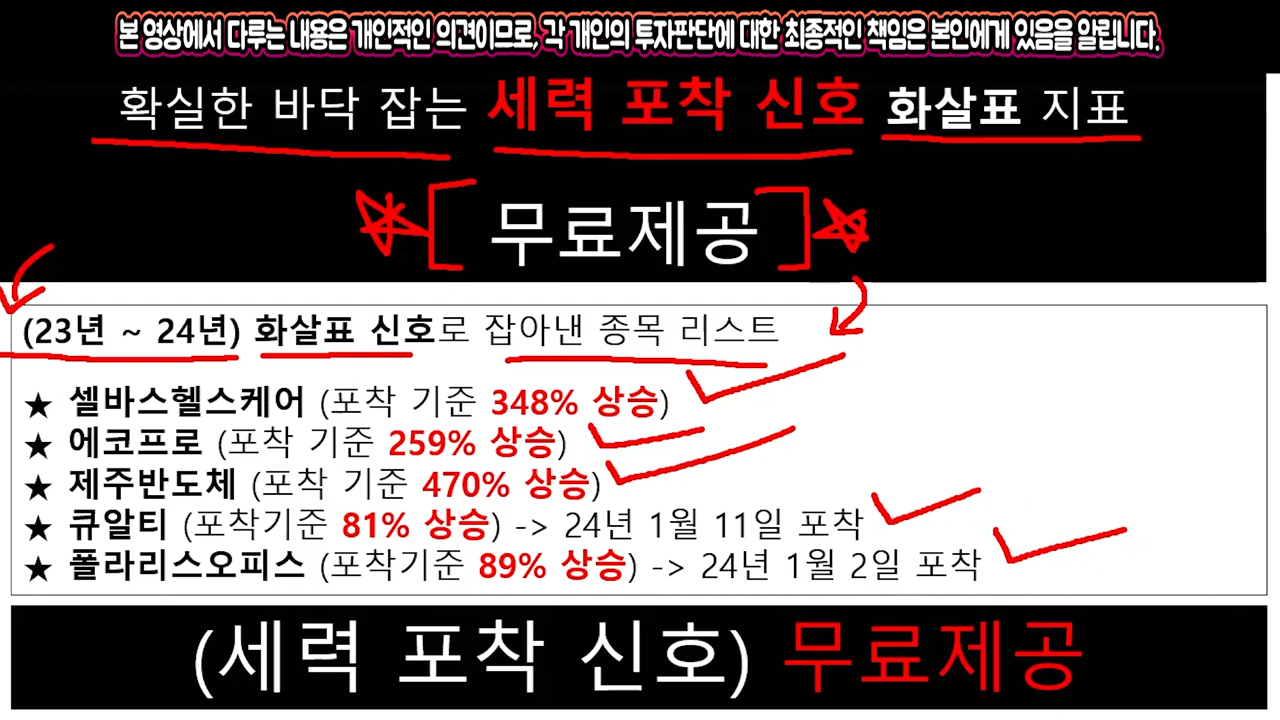 본 영상에서 다루는 내용은 개인적인 의견이므로, 각 개인의 투자판단에 대한 최종적인 책임은 본인에게 있음을 알립니다.
확실한 바닥 잡는 세력 포착 신호 화살표 지표
무료제공
(23년 ~ 24년) 화살표 신호로 잡아낸 종목 리스트
★ 셀바스헬스케어 (포착 기준 348% 상승)
★ 에코프로 (포착 기준 259% 상승)
★ 제주반도체 (포착 기준 470% 상승)
★ 큐알티 (포착기준 81% 상승) -> 24년 1월 11일 포착
★ 폴라리스오피스 (포착기준 89% 상승) -> 24년 1월 2일 포착
(세력 포착 신호) 무료제공